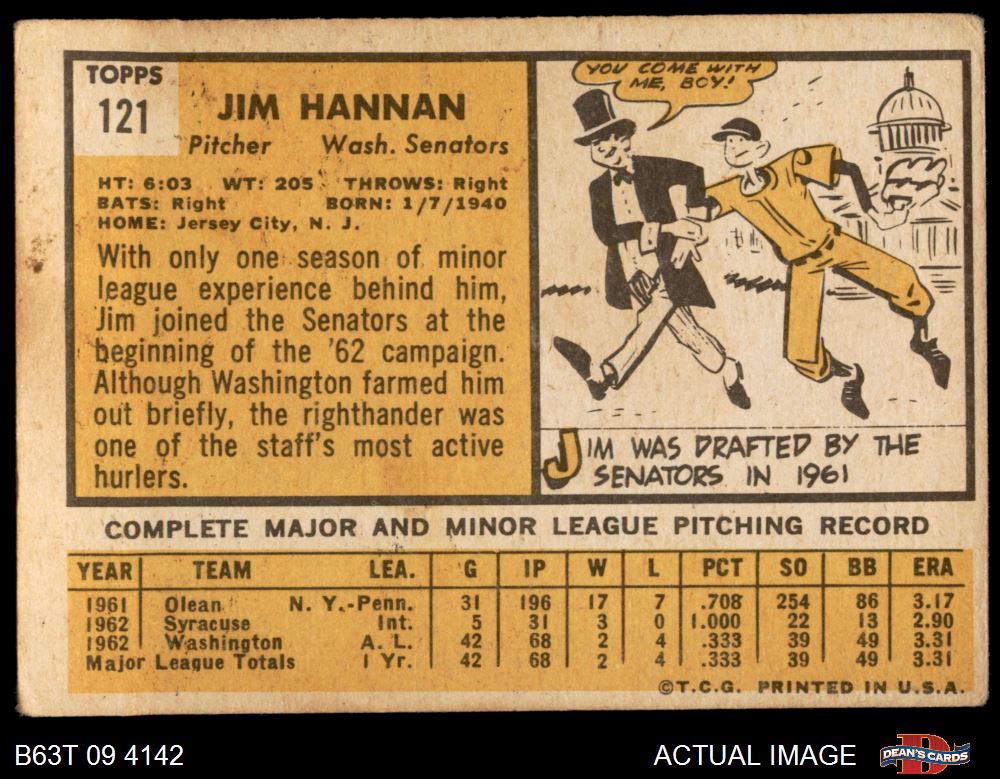 TOPPS
121
JIM HANNAN
Pitcher Wash. Senators
HT: 6:03 WT: 205 THROWS: Right
BATS: Right BORN: 1/7/1940
HOME: Jersey City, N. J.
With only one season of minor
league experience behind him,
Jim joined the Senators at the
beginning of the '62 campaign.
Although Washington farmed him
out briefly, the righthander was
one of the staff's most active
hurlers.
YOU COME WITH
ME, BOY!
JIM WAS DRAFTED BY THE
SENATORS IN 1961
COMPLETE MAJOR AND MINOR LEAGUE PITCHING RECORD
YEAR TEAM LEA. G IP W L PCT SO BB ERA
1961 Olean N. Y.-Penn. 31 196 17 7 .708 254 86 3.17
1962 Syracuse Int. 5 31 3 0 1.000 22 13 2.90
1962 Washington A. L. 42 68 2 4 .333 39 49 3.31
Major League Totals 1 Yr. 42 68 2 4 .333 39 49 3.31
©T.C.G. PRINTED IN U.S.A.
B63T 09 4142
ACTUAL IMAGE
DEAN'S CARDS